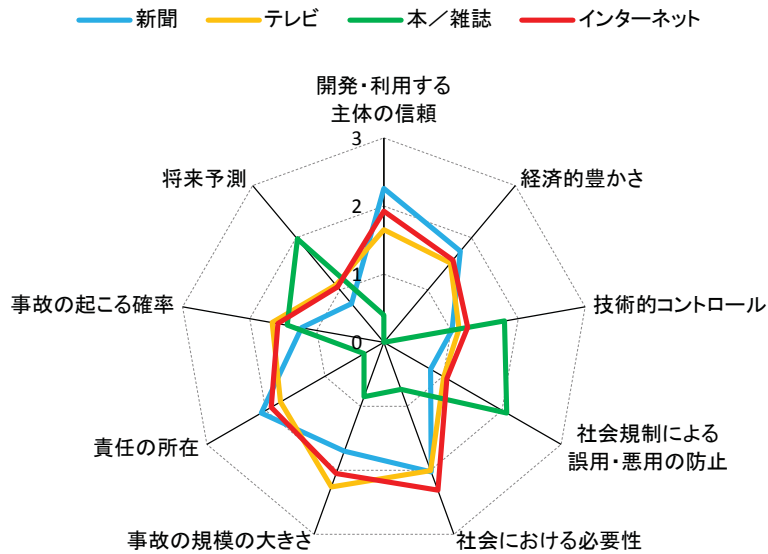 新聞 テレビ 本／雑誌 インターネット
開発・利用する
主体の信頼
3
将来予測
経済的豊かさ
2
1
事故の起こる確率
技術的コントロール
0
責任の所在
社会規制による
誤用・悪用の防止
事故の規模の大きさ
社会における必要性